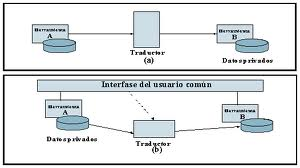 Herramienta
A
Datos privados
Traductor
(a)
Herramienta
B
Datos privados
Interfase del usuario común
Herramienta
A
Datos privados
Traductor
(b)
Herramienta
B